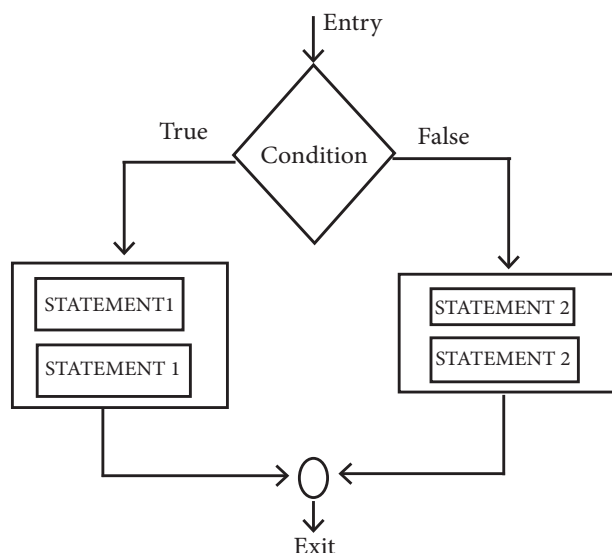 Entry
True
False
Condition
STATEMENT1
STATEMENT 1
STATEMENT 2
STATEMENT 2
Exit